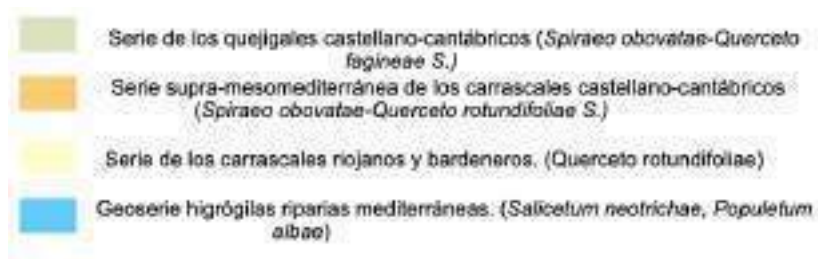 Serie de los quejigales castellano-cantábricos (Spiraeo obovatae-Querceto
fagineae S.)
Serie supra-mesomediterránea de los carrascales castellano-cantábricos
(Spiraeo obovatae-Querceto rotundifoliae S.)
Serie de los carrascales riojanos y bardeneros. (Querceto rotundifoliae)
Geoserie higrógilas riparias mediterráneas. (Salicetum neotrichae, Populetum
albae)